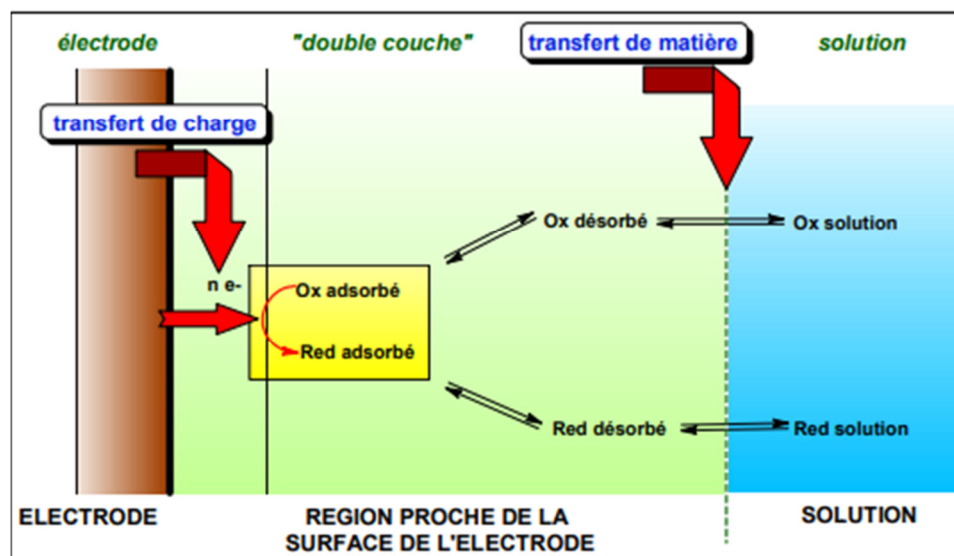 électrode
"double couche"
transfert de matière
solution
transfert de charge
n e-
Ox adsorbé
Red adsorbé
Ox désorbé
Ox solution
Red désorbé
Red solution
ELECTRODE
REGION PROCHE DE LA
SURFACE DE L'ELECTRODE
SOLUTION